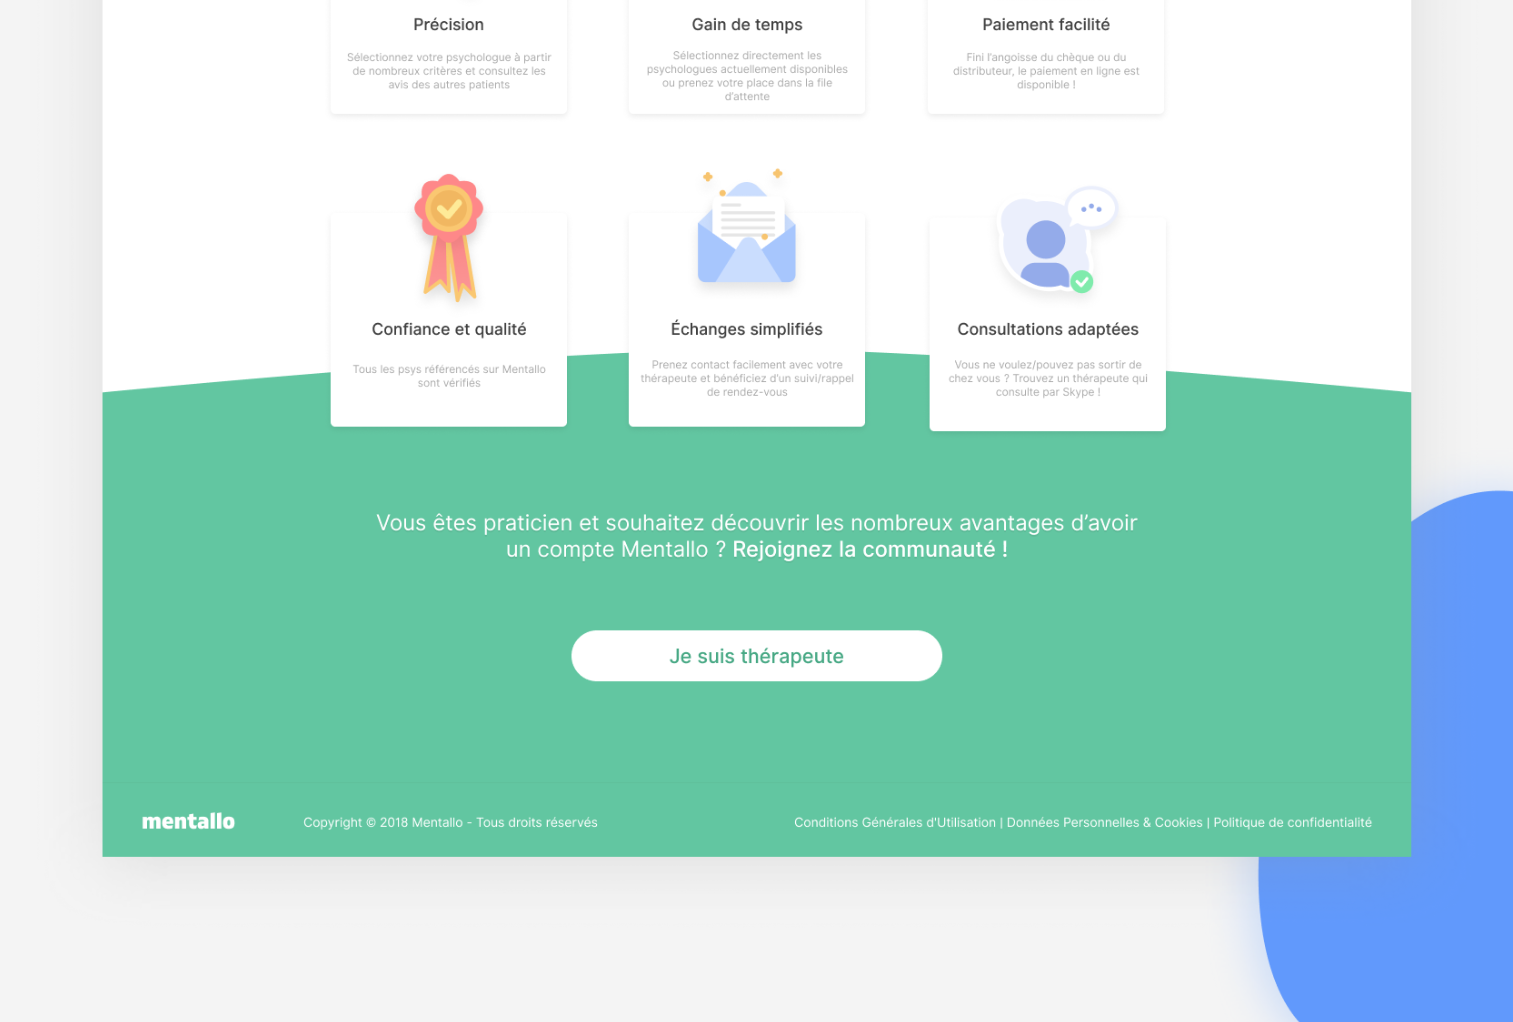 Précision
Sélectionnez votre psychologue à partir
de nombreux critères et consultez les
avis des autres patients
Gain de temps
Sélectionnez directement les
psychologues actuellement disponibles
ou prenez votre place dans la file
d’attente
Paiement facilité
Fini l’angoisse du chèque ou du
distributeur, le paiement en ligne est
disponible !
Confiance et qualité
Tous les psys référencés sur Mentallo
sont vérifiés
Échanges simplifiés
Prenez contact facilement avec votre
thérapeute et bénéficiez d’un suivi/rappel
de rendez-vous
Consultations adaptées
Vous ne voulez/pouvez pas sortir de
chez vous ? Trouvez un thérapeute qui
consulte par Skype !
Vous êtes praticien et souhaitez découvrir les nombreux avantages d’avoir
un compte Mentallo ? Rejoignez la communauté !
Je suis thérapeute
mentallo
Copyright © 2018 Mentallo - Tous droits réservés
Conditions Générales d'Utilisation | Données Personnelles & Cookies | Politique de confidentialité